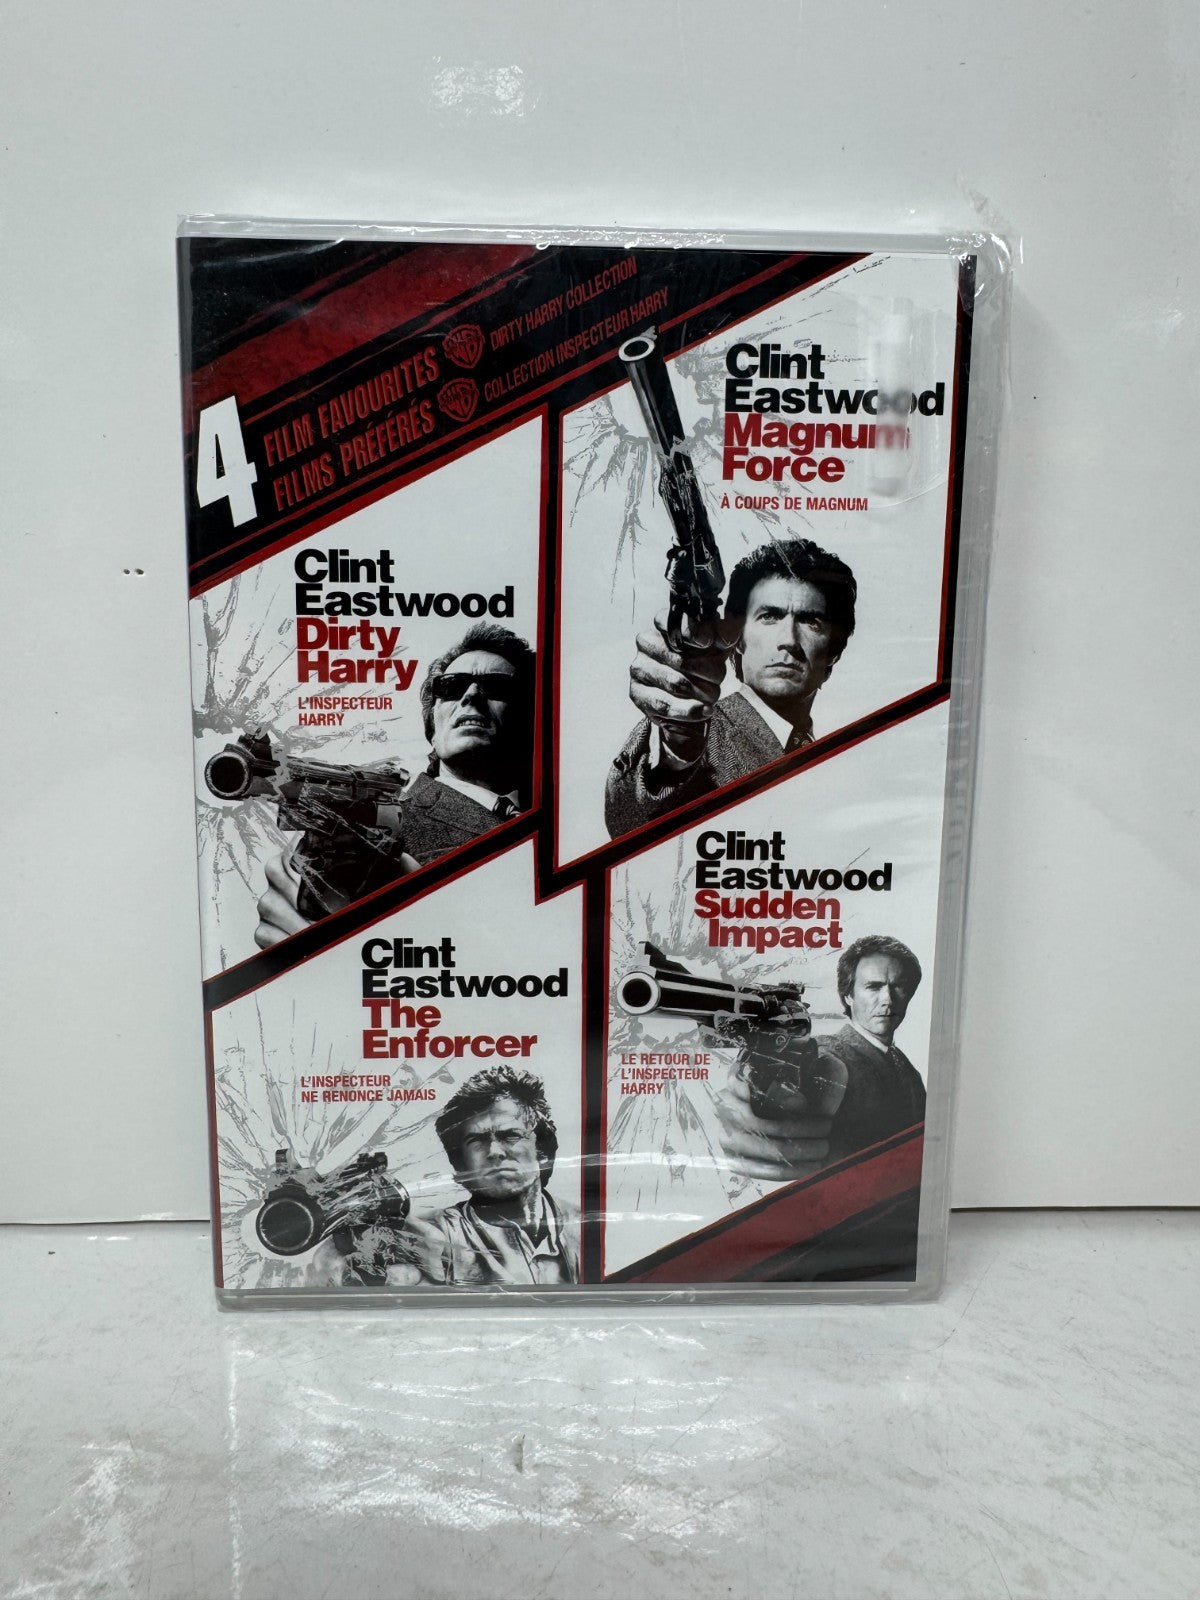 4
FILM FAVOURITES WB DIRTY HARRY COLLECTION
FILMS PRÉFÉRÉS WB COLLECTION INSPECTEUR HARRY
Clint
Eastwood
Magnum
Force
À COUPS DE MAGNUM
Clint
Eastwood
Dirty
Harry
L'INSPECTEUR
HARRY
Clint
Eastwood
Sudden
Impact
LE RETOUR DE
L'INSPECTEUR
HARRY
Clint
Eastwood
The
Enforcer
L'INSPECTEUR
NE RENONCE JAMAIS